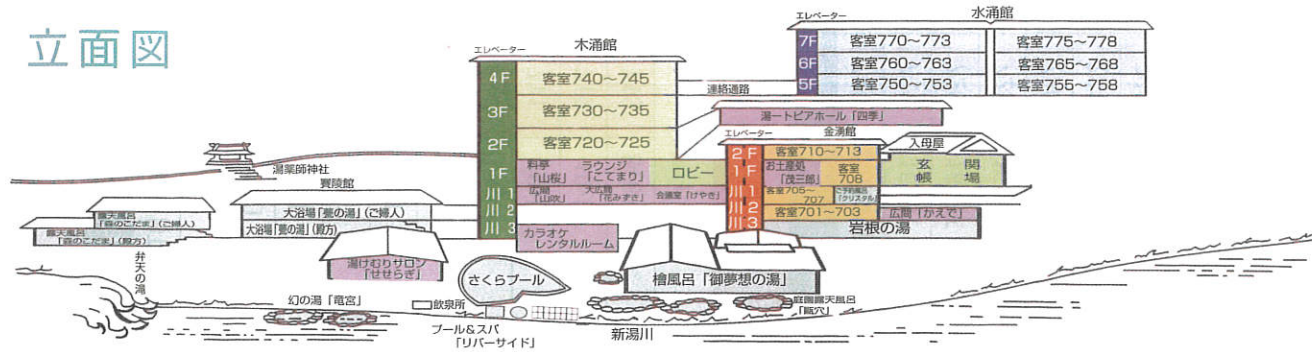 立面図
エレベーター
木涌館
4F
客室740〜745
3F
客室730〜735
2F
客室720〜725
1F
料亭
「山桜」
ラウンジ
「こてまり」
ロビー
川1
広間
「山吹」
大広間
「花みずき」
会議室「けやき」
川2
川3
カラオケ
レンタルルーム
エレベーター
水涌館
7F
客室770〜773
客室775〜778
6F
客室760〜763
客室765〜768
5F
客室750〜753
客室755〜758
連絡通路
湯ートピアホール「四季」
エレベーター
金湧館
2F
客室710〜713
1F
お土産処
「茂三郎」
客室
708
川1
客室705〜
707
ご予約風呂
「クリスタル」
川2
客室701〜703
広間「かえで」
川3
岩根の湯
入母屋
玄関
帳場
湯薬師神社
賓陵館
大浴場「甍の湯」(ご婦人)
大浴場「甍の湯」(殿方)
露天風呂
「森のこだま」(ご婦人)
露天風呂
「森のこだま」(殿方)
弁天の滝
湯けむりサロン
「せせらぎ」
さくらプール
檜風呂「御夢想の湯」
幻の湯「竜宮」
飲泉所
プール&スパ
「リバーサイド」
新湯川
庭園露天風呂